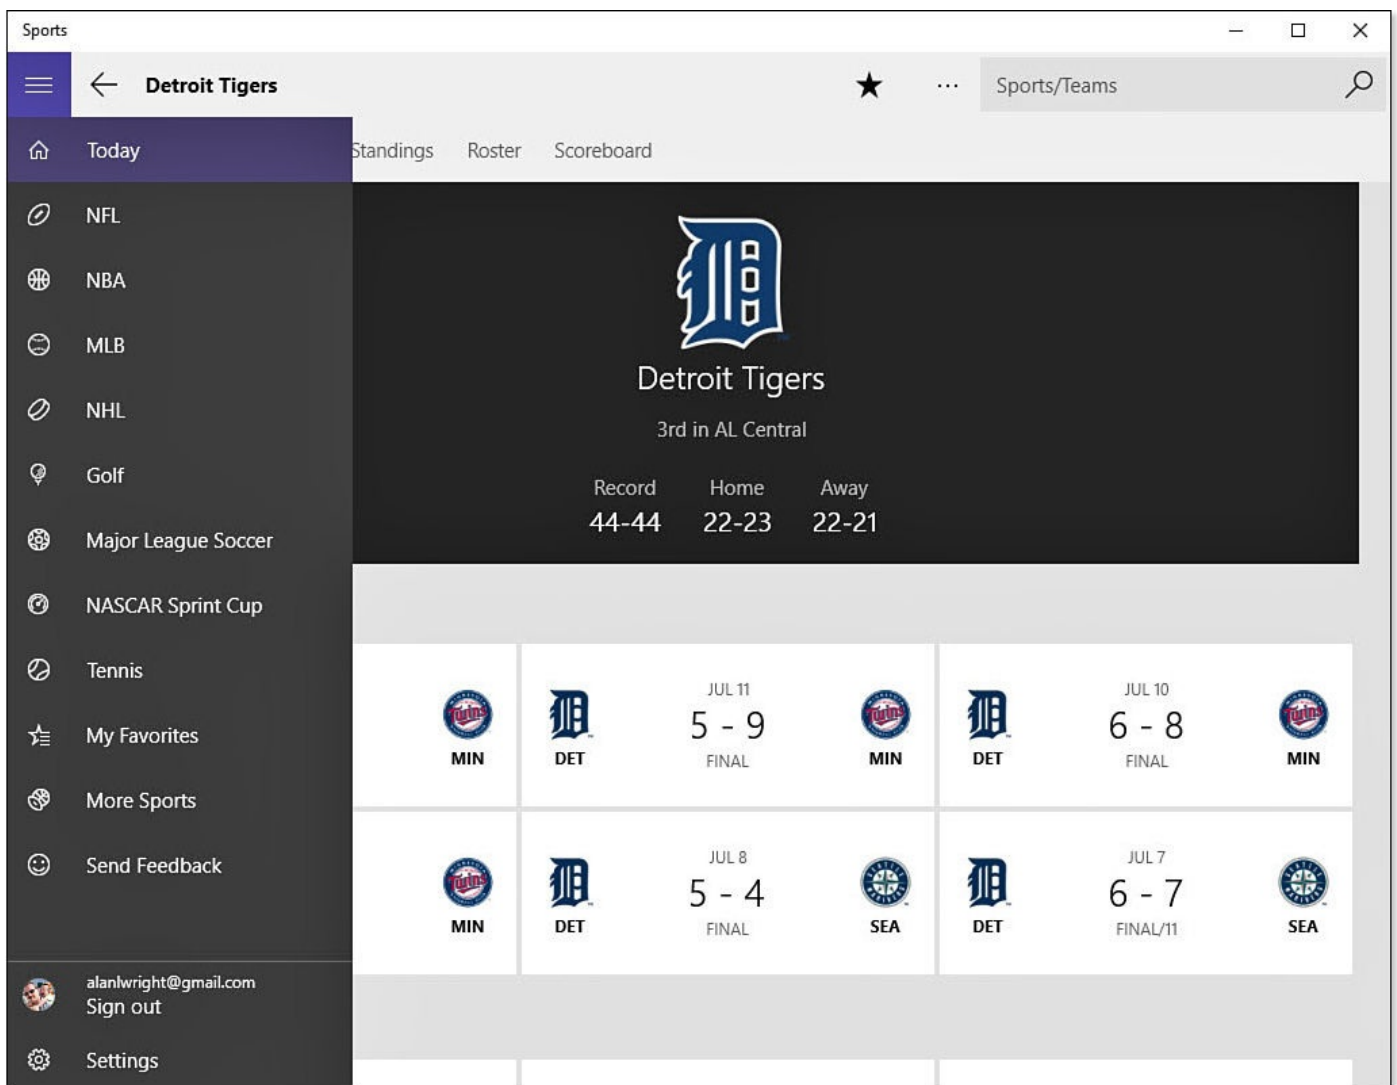 Sports
Detroit Tigers
Sports/Teams
Today
Standings Roster Scoreboard
NFL
NBA
MLB
NHL
Golf
Major League Soccer
NASCAR Sprint Cup
Tennis
My Favorites
More Sports
Send Feedback
alanlwright@gmail.com
Sign out
Settings
Detroit Tigers
3rd in AL Central
Record Home Away
44-44 22-23 22-21
MIN
JUL 11
5 - 9
FINAL
DET MIN
JUL 10
6 - 8
FINAL
DET MIN
MIN
JUL 8
5 - 4
FINAL
DET SEA
JUL 7
6 - 7
FINAL/11
DET SEA